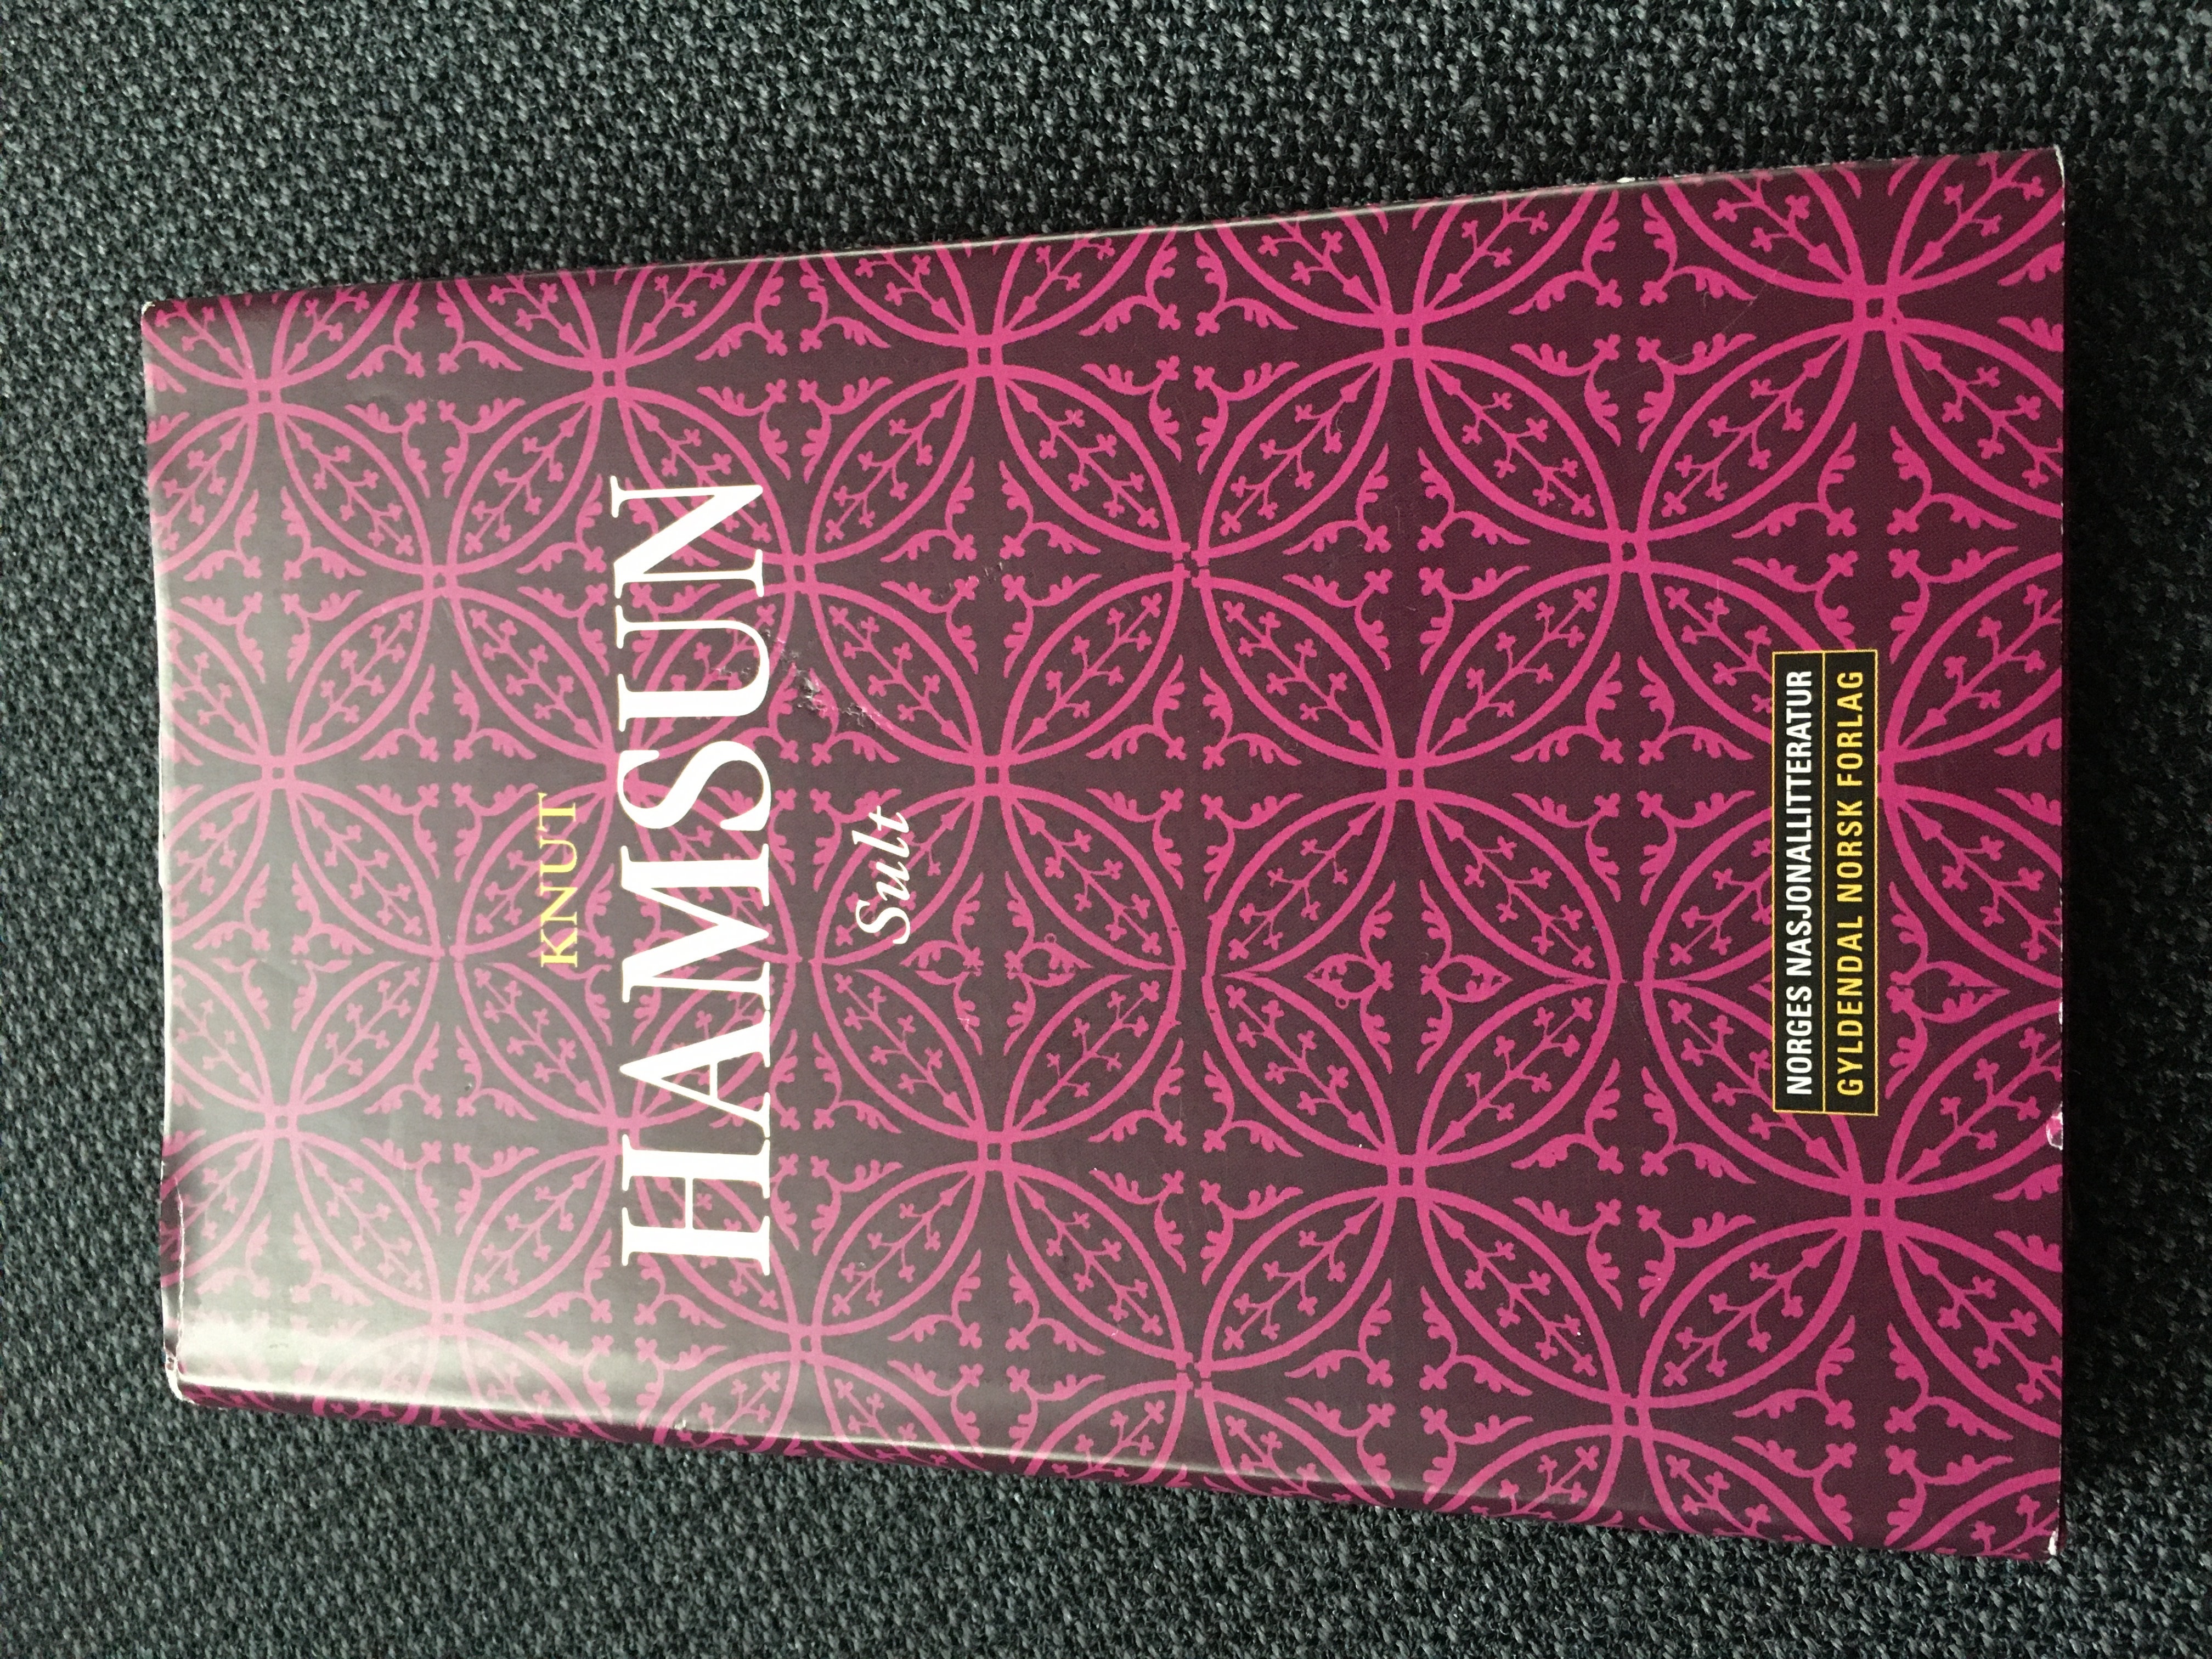 KNUT
HAMSUN
Sult
NORGES NASJONALLITTERATUR
GYLDENDAL NORSK FORLAG